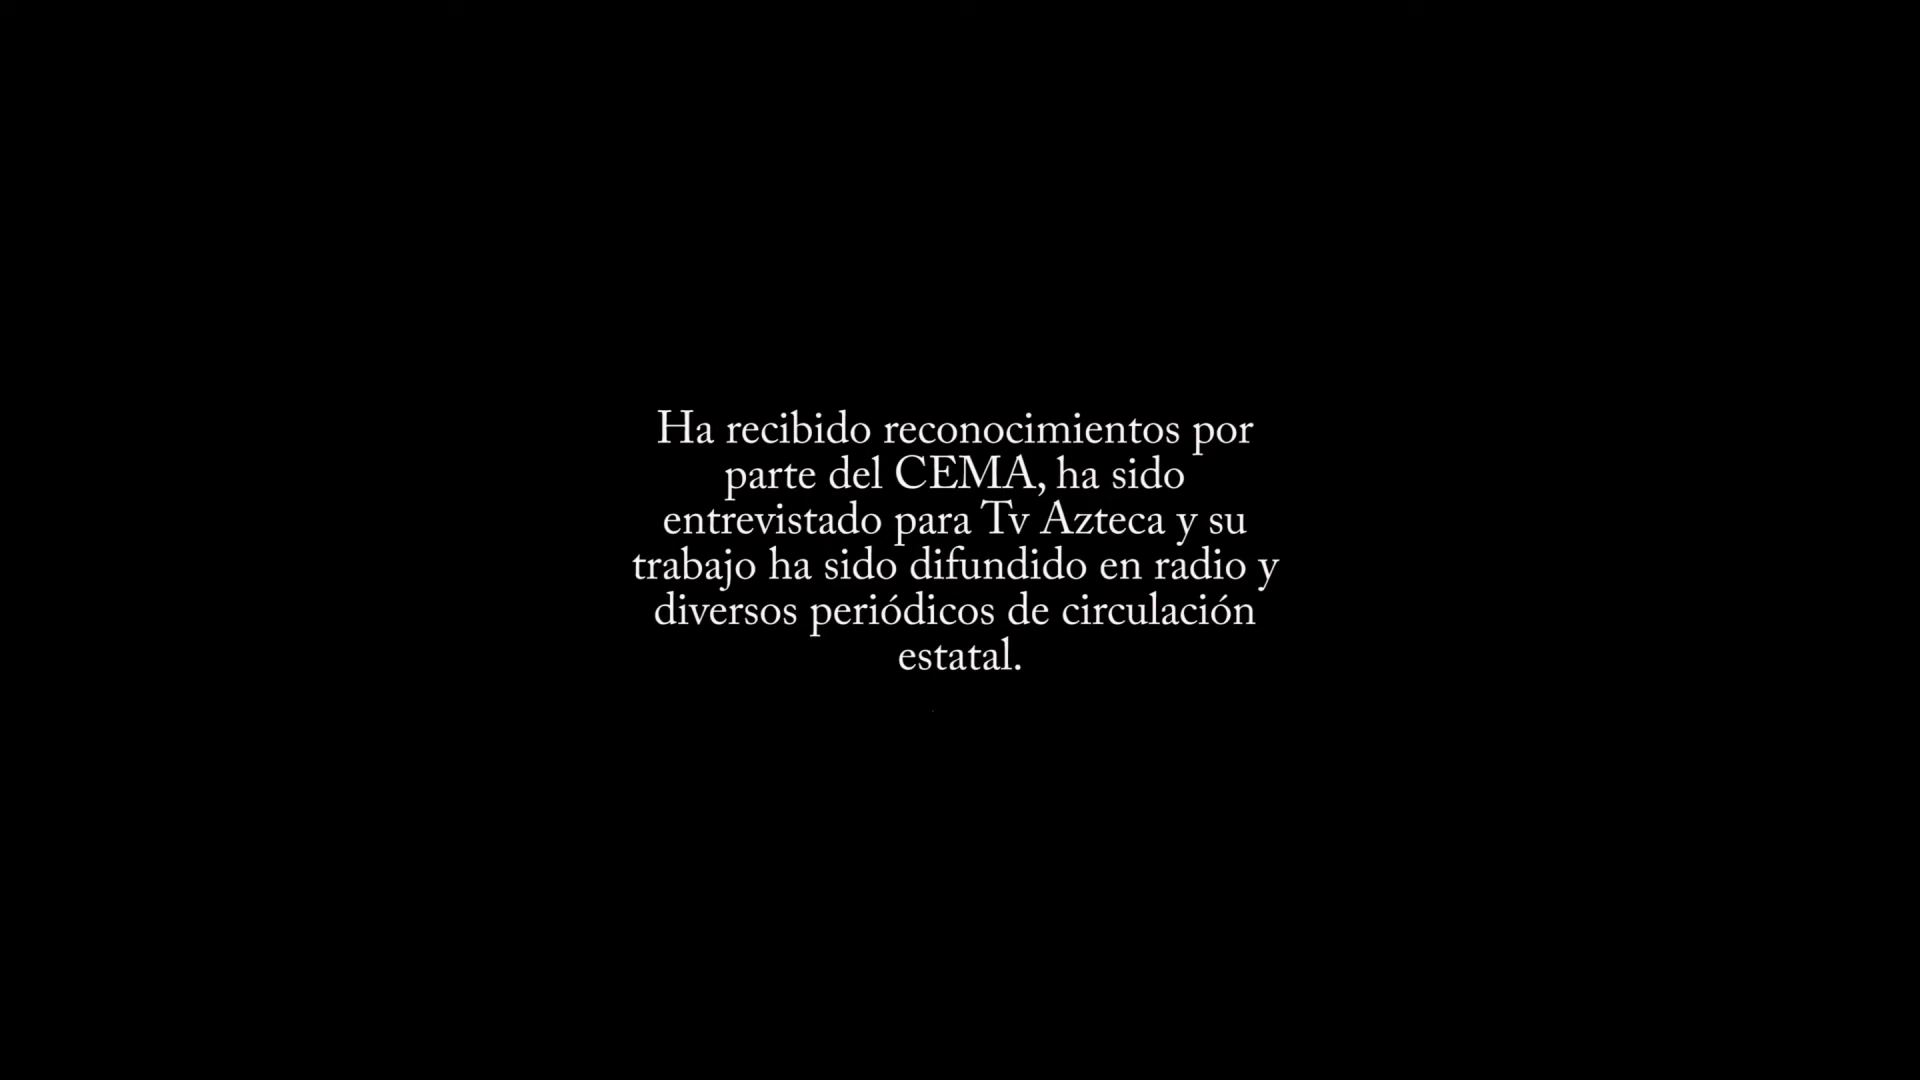 Ha recibido reconocimientos por
parte del CEMA, ha sido
entrevistado para Tv Azteca y su
trabajo ha sido difundido en radio y
diversos periódicos de circulación
estatal.